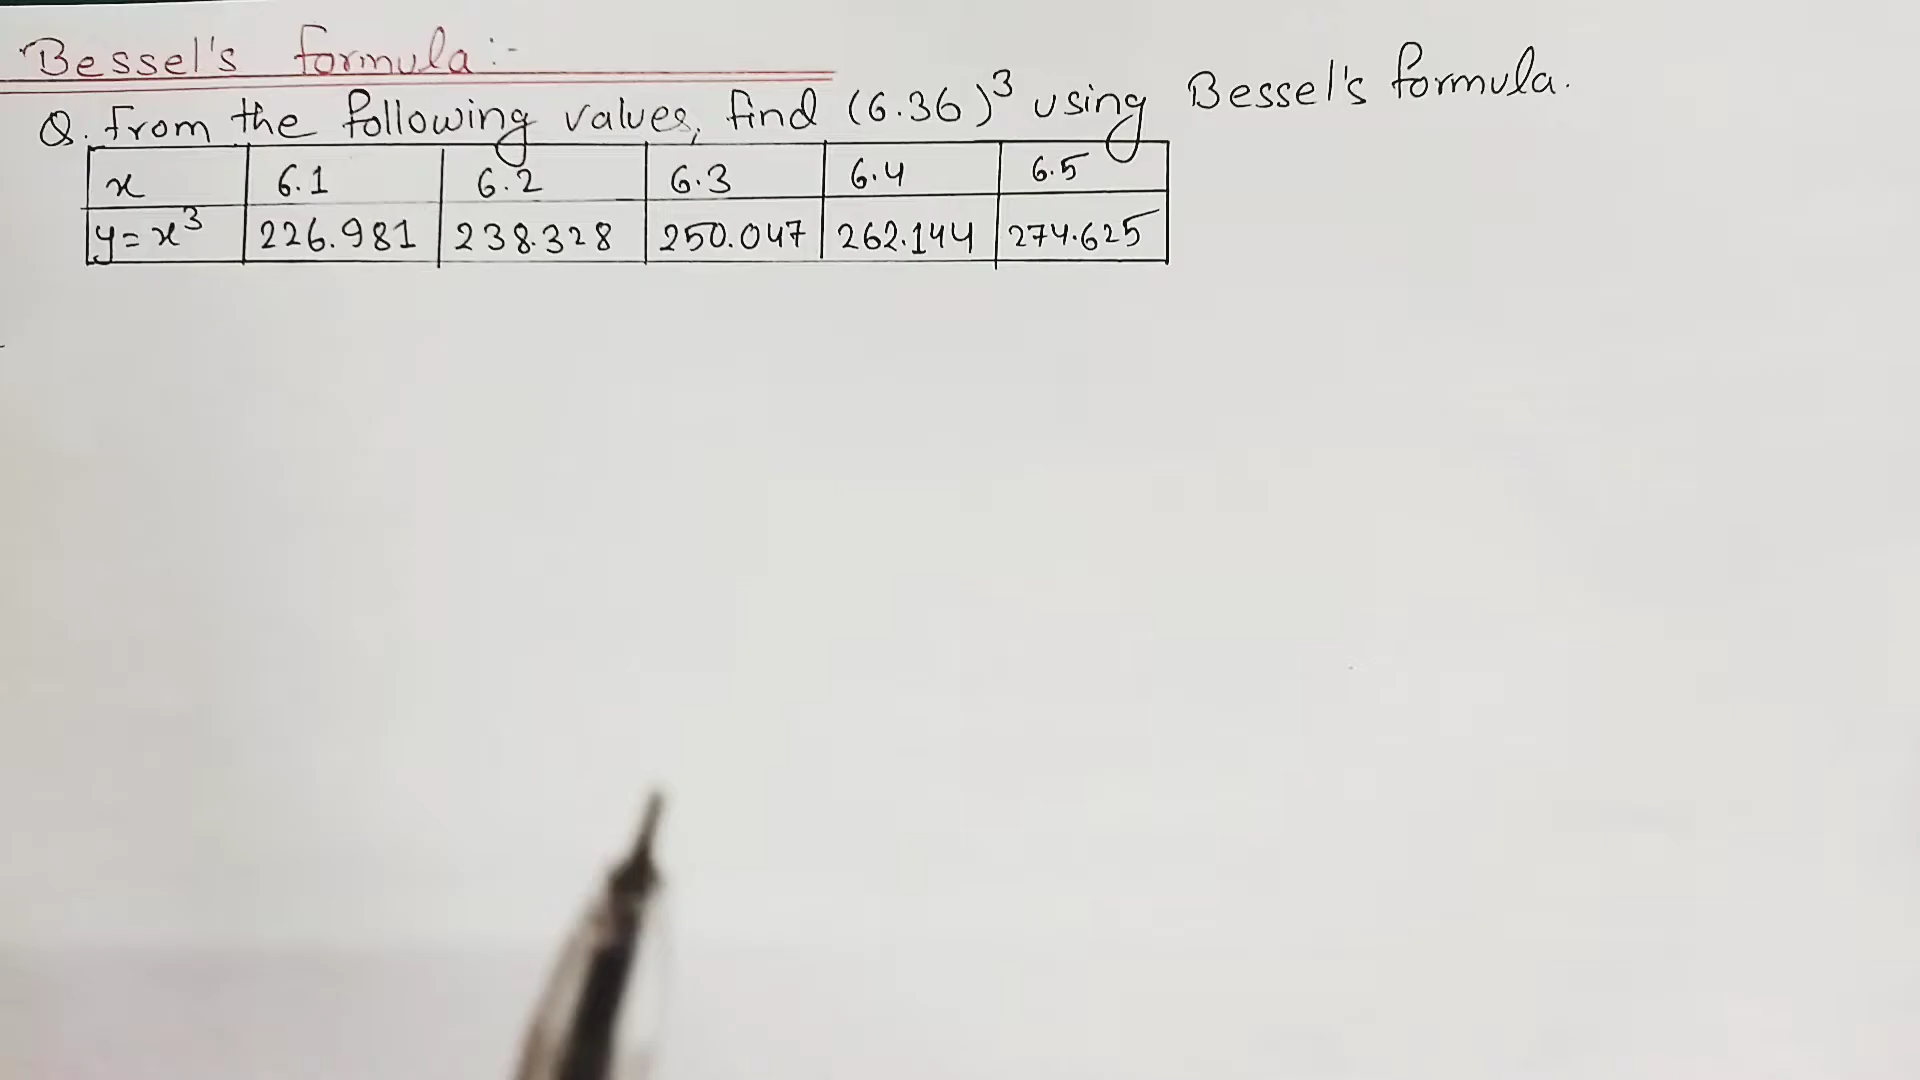 Bessel's formula:-
Q. From the following values, find (6.36)³ using Bessel's formula.
x 6.1 6.2 6.3 6.4 6.5
y=x³ 226.981 238.328 250.047 262.144 274.625